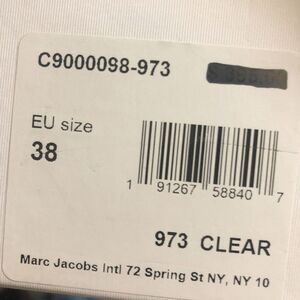 C9000098-973
EU size
38
1 91267 58840 7
973 CLEAR
Marc Jacobs Intl 72 Spring St NY, NY 10